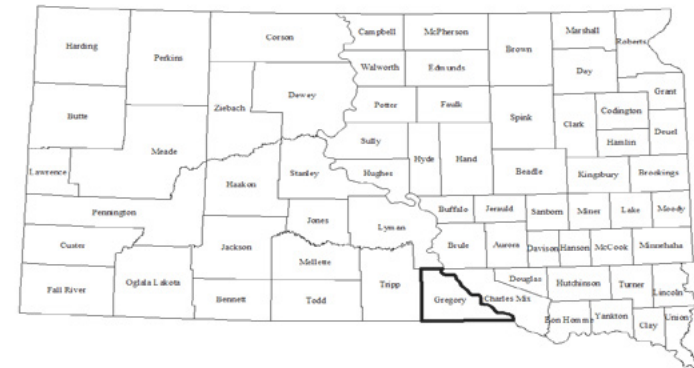 Harding
Perkins
Corson
Campbell
McPherson
Brown
Marshall
Roberts
Walworth
Edmunds
Day
Dewey
Ziebach
Potter
Faulk
Grant
Codington
Butte
Spink
Clark
Deuel
Hamlin
Meade
Sully
Hyde
Hand
Lawrence
Haakon
Stanley
Hughes
Beadle
Kingsbury
Brookings
Pennington
Jones
Lyman
Buffalo
Jerauld
Sanborn
Miner
Lake
Moody
Custer
Jackson
Brule
Aurora
Davison
Hanson
McCook
Minnehaha
Mellette
Fall River
Oglala Lakota
Bennett
Todd
Tripp
Gregory
Charles Mix
Douglas
Hutchinson
Turner
Lincoln
Bon Homme
Yankton
Clay
Union